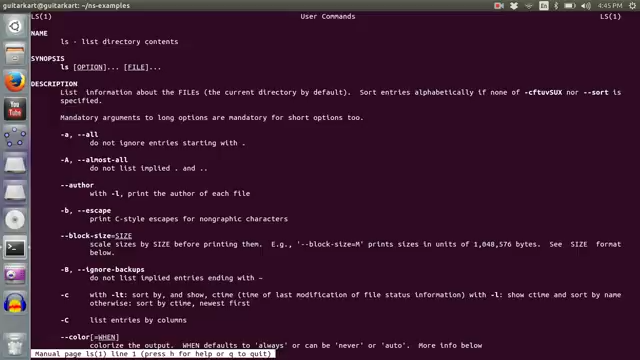 guitarkart: ~/ns-examples
En
4:45 PM
LS(1) User Commands LS(1)
NAME
ls - list directory contents
SYNOPSIS
ls [OPTION]... [FILE]...
DESCRIPTION
List information about the FILEs (the current directory by default). Sort entries alphabetically if none of -cftuvSUX nor --sort is
specified.
Mandatory arguments to long options are mandatory for short options too.
-a, --all
do not ignore entries starting with .
-A, --almost-all
do not list implied . and ..
--author
with -l, print the author of each file
-b, --escape
print C-style escapes for nongraphic characters
--block-size=SIZE
scale sizes by SIZE before printing them. E.g., '--block-size=M' prints sizes in units of 1,048,576 bytes. See SIZE format
below.
-B, --ignore-backups
do not list implied entries ending with ~
-c with -lt: sort by, and show, ctime (time of last modification of file status information) with -l: show ctime and sort by name
otherwise: sort by ctime, newest first
-C list entries by columns
--color[=WHEN]
colorize the output. WHEN defaults to 'always' or can be 'never' or 'auto'. More info below
Manual page ls(1) line 1 (press h for help or q to quit)
You
Tube